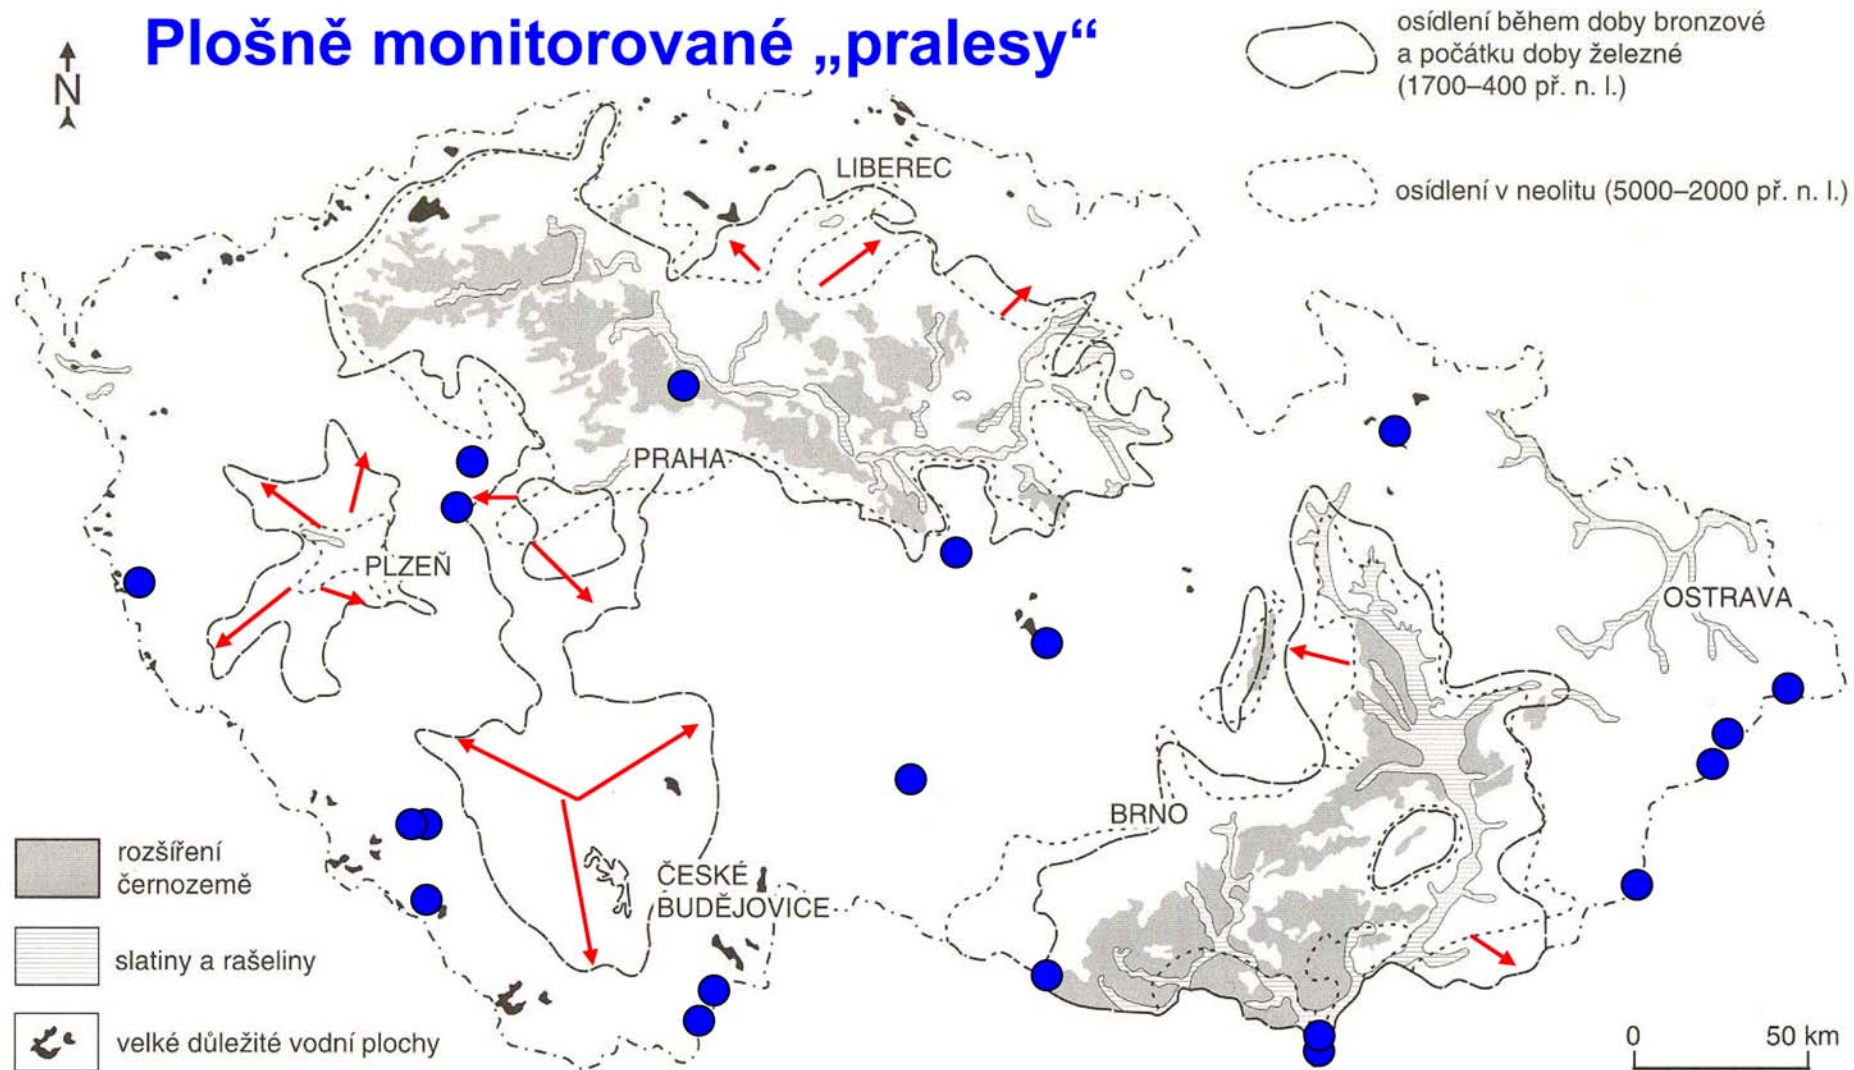 Plošně monitorované „pralesy“
N
osídlení během doby bronzové
a počátku doby železné
(1700–400 př. n. l.)
osídlení v neolitu (5000–2000 př. n. l.)
LIBEREC
PRAHA
PLZEŇ
OSTRAVA
BRNO
ČESKÉ
BUDĚJOVICE
rozšíření
černozemě
slatiny a rašeliny
velké důležité vodní plochy
0 50 km